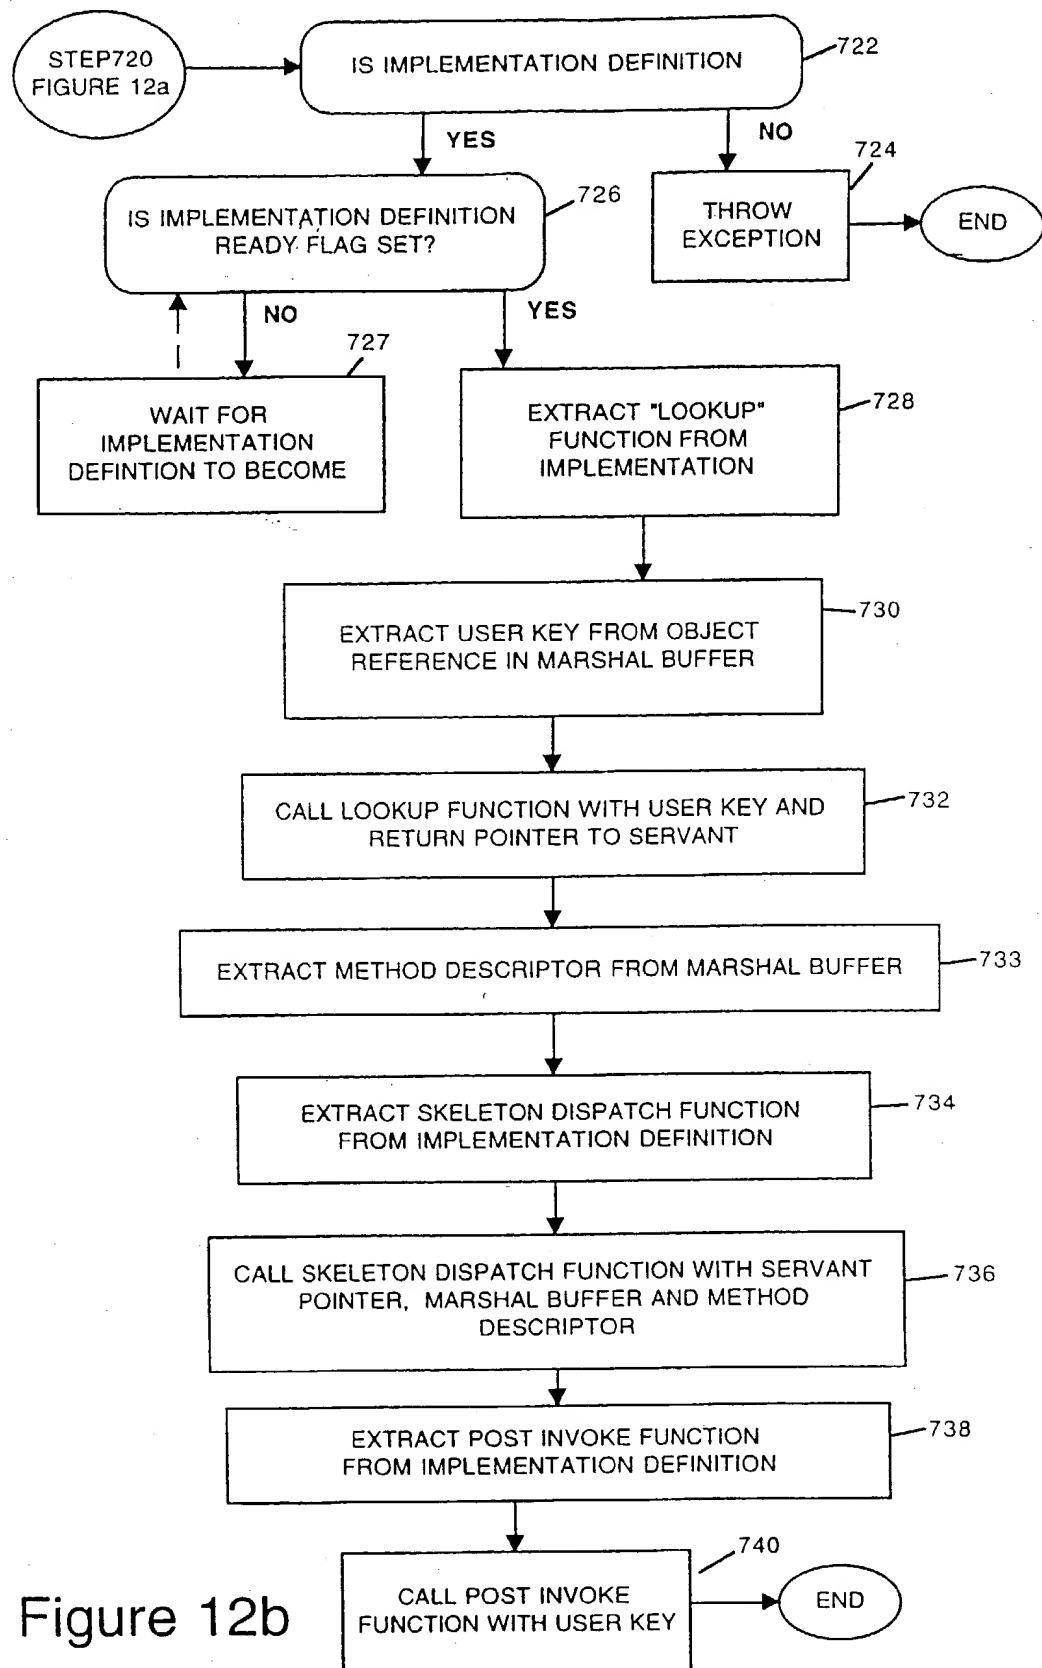 STEP720
FIGURE 12a
IS IMPLEMENTATION DEFINITION
722
YES
NO
724
THROW
EXCEPTION
END
IS IMPLEMENTATION DEFINITION
READY FLAG SET?
726
NO
YES
727
WAIT FOR
IMPLEMENTATION
DEFINTION TO BECOME
EXTRACT "LOOKUP"
FUNCTION FROM
IMPLEMENTATION
728
EXTRACT USER KEY FROM OBJECT
REFERENCE IN MARSHAL BUFFER
730
CALL LOOKUP FUNCTION WITH USER KEY AND
RETURN POINTER TO SERVANT
732
EXTRACT METHOD DESCRIPTOR FROM MARSHAL BUFFER
733
EXTRACT SKELETON DISPATCH FUNCTION
FROM IMPLEMENTATION DEFINITION
734
CALL SKELETON DISPATCH FUNCTION WITH SERVANT
POINTER, MARSHAL BUFFER AND METHOD
DESCRIPTOR
736
EXTRACT POST INVOKE FUNCTION
FROM IMPLEMENTATION DEFINITION
738
CALL POST INVOKE
FUNCTION WITH USER KEY
740
END
Figure 12b